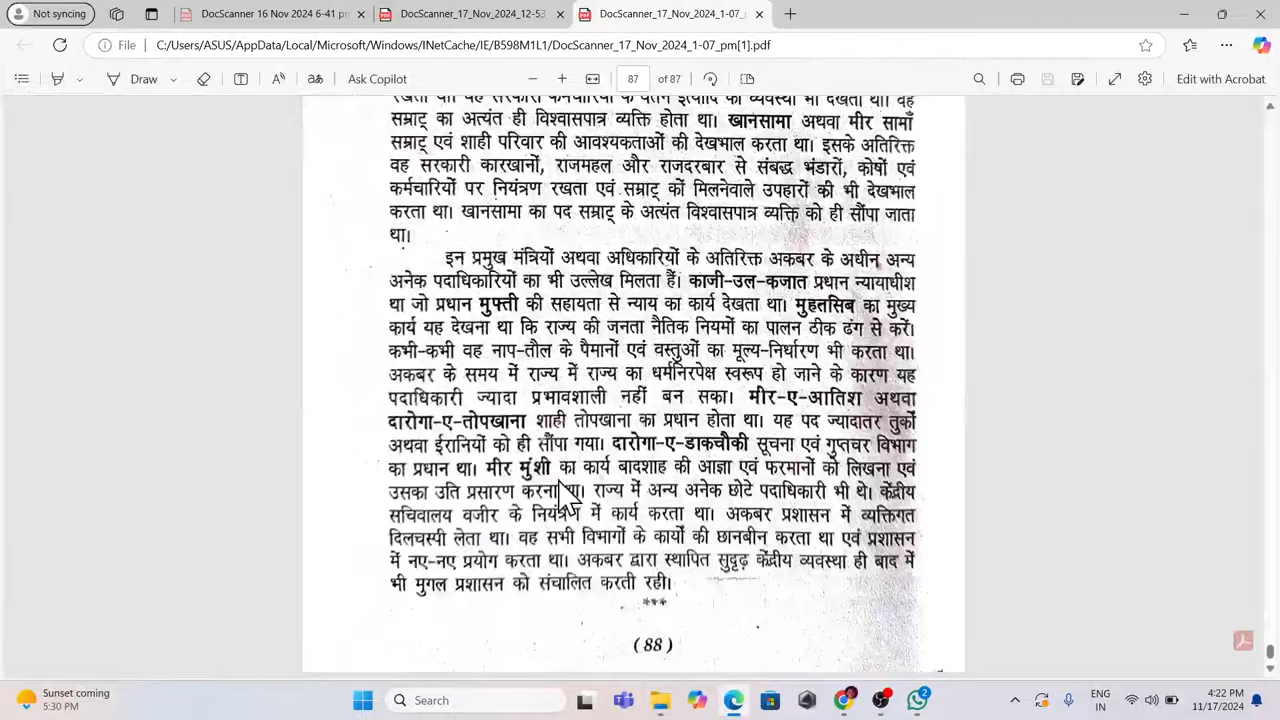 Not syncing
DocScanner 16 Nov 2024 6-41 pm
DocScanner_17_Nov_2024_12-53
DocScanner_17_Nov_2024_1-07_
File
C:/Users/ASUS/AppData/Local/Microsoft/Windows/INetCache/IE/B598M1L1/DocScanner_17_Nov_2024_1-07_pm[1].pdf
Draw
Ask Copilot
87 of 87
Edit with Acrobat
रखता था। वह सरकारी कर्मचारियों के वेतन इत्यादि की व्यवस्था भी देखता था। वह
सम्राट् का अत्यंत ही विश्वासपात्र व्यक्ति होता था। खानसामा अथवा मीर सामाँ
सम्राट् एवं शाही परिवार की आवश्यकताओं की देखभाल करता था। इसके अतिरिक्त
वह सरकारी कारखानों, राजमहल और राजदरबार से संबद्ध भंडारों, कोषों एवं
कर्मचारियों पर नियंत्रण रखता एवं सम्राट् कों मिलनेवाले उपहारों की भी देखभाल
करता था। खानसामा का पद सम्राट् के अत्यंत विश्वासपात्र व्यक्ति को ही सौंपा जाता
था।
इन प्रमुख मंत्रियों अथवा अधिकारियों के अतिरिक्त अकबर के अधीन अन्य
अनेक पदाधिकारियों का भी उल्लेख मिलता हैं। काजी-उल-कजात प्रधान न्यायाधीश
था जो प्रधान मुफ्ती की सहायता से न्याय का कार्य देखता था। मुहतसिब का मुख्य
कार्य यह देखना था कि राज्य की जनता नैतिक नियमों का पालन ठीक ढंग से करें।
कभी-कभी वह नाप-तौल के पैमानों एवं वस्तुओं का मूल्य-निर्धारण भी करता था।
अकबर के समय में राज्य में राज्य का धर्मनिरपेक्ष स्वरूप हो जाने के कारण यह
पदाधिकारी ज्यादा प्रभावशाली नहीं बन सका। मीर-ए-आतिश अथवा
दारोगा-ए-तोपखाना शाही तोपखाना का प्रधान होता था। यह पद ज्यादातर तुर्कों
अथवा ईरानियों को ही सौंपा गया। दारोगा-ए-डाकचौकी सूचना एवं गुप्तचर विभाग
का प्रधान था। मीर मुंशी का कार्य बादशाह की आज्ञा एवं फरमानों को लिखना एवं
उसका उति प्रसारण करना था। राज्य में अन्य अनेक छोटे पदाधिकारी भी थे। केंद्रीय
सचिवालय वजीर के नियंत्रण में कार्य करता था। अकबर प्रशासन में व्यक्तिगत
दिलचस्पी लेता था। वह सभी विभागों के कार्यों की छानबीन करता था एवं प्रशासन
में नए-नए प्रयोग करता था। अकबर द्वारा स्थापित सुदृढ़ केंद्रीय व्यवस्था ही बाद में
भी मुगल प्रशासन को संचालित करती रही।
***
(88)
Sunset coming
5:30 PM
Search
2
ENG
IN
4:22 PM
11/17/2024